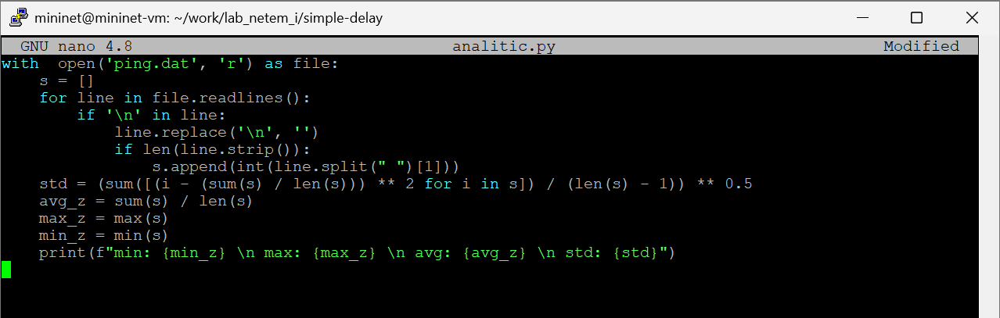 mininet@mininet-vm: ~/work/lab_netem_i/simple-delay
GNU nano 4.8 analitic.py Modified
with  open('ping.dat', 'r') as file:
    s = []
    for line in file.readlines():
        if '\n' in line:
            line.replace('\n', '')
            if len(line.strip()):
                s.append(int(line.split(" ")[1]))
    std = (sum([(i - (sum(s) / len(s))) ** 2 for i in s]) / (len(s) - 1)) ** 0.5
    avg_z = sum(s) / len(s)
    max_z = max(s)
    min_z = min(s)
    print(f"min: {min_z} \n max: {max_z} \n avg: {avg_z} \n std: {std}")